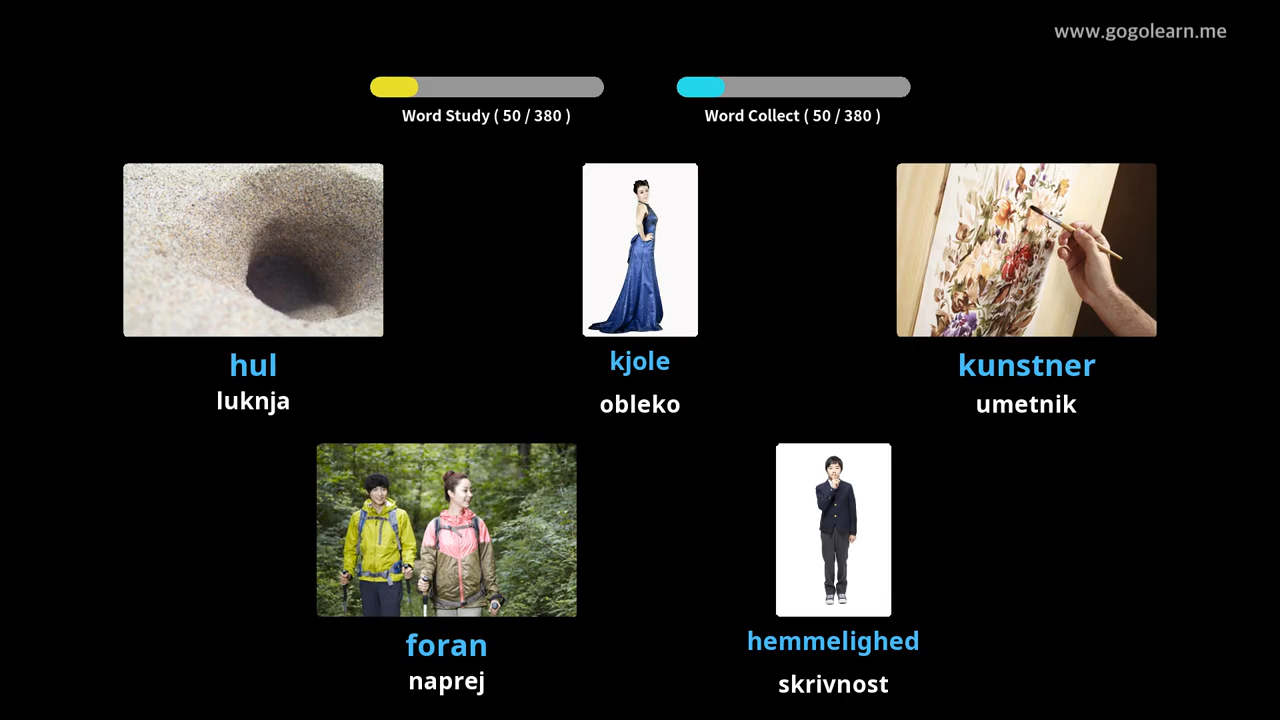 www.gogolearn.me
Word Study ( 50 / 380 )
Word Collect ( 50 / 380 )
hul
luknja
kjole
obleko
kunstner
umetnik
foran
naprej
hemmelighed
skrivnost